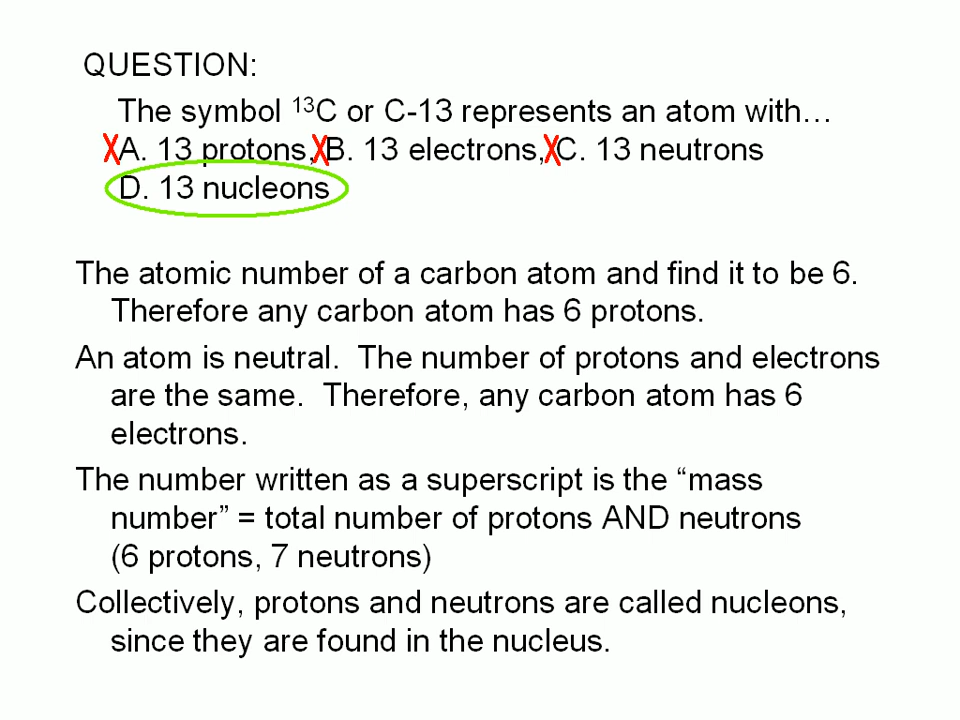 QUESTION:
The symbol ¹³C or C-13 represents an atom with…
A. 13 protons, B. 13 electrons, C. 13 neutrons
D. 13 nucleons
The atomic number of a carbon atom and find it to be 6.
Therefore any carbon atom has 6 protons.
An atom is neutral. The number of protons and electrons
are the same. Therefore, any carbon atom has 6
electrons.
The number written as a superscript is the “mass
number” = total number of protons AND neutrons
(6 protons, 7 neutrons)
Collectively, protons and neutrons are called nucleons,
since they are found in the nucleus.